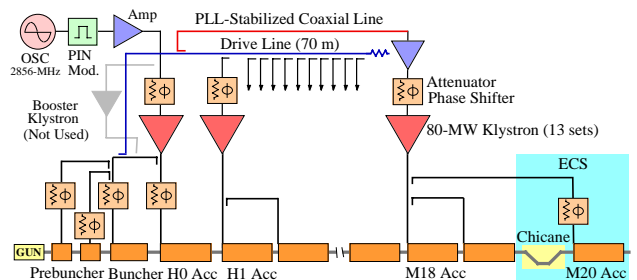 Amp
PLL-Stabilized Coaxial Line
OSC
2856-MHz
PIN
Mod.
Drive Line (70 m)
Φ
Φ
Φ
Attenuator
Phase Shifter
Booster
Klystron
(Not Used)
80-MW Klystron (13 sets)
ECS
Φ
Φ
Φ
Φ
Φ
Chicane
GUN
Prebuncher
Buncher
H0 Acc
H1 Acc
M18 Acc
M20 Acc